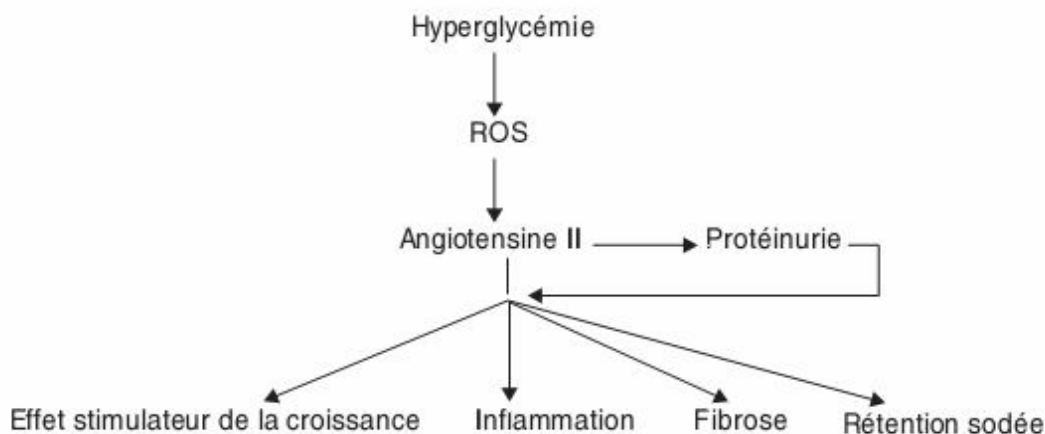 Hyperglycémie
ROS
Angiotensine II Protéinurie
Effet stimulateur de la croissance Inflammation Fibrose Rétention sodée